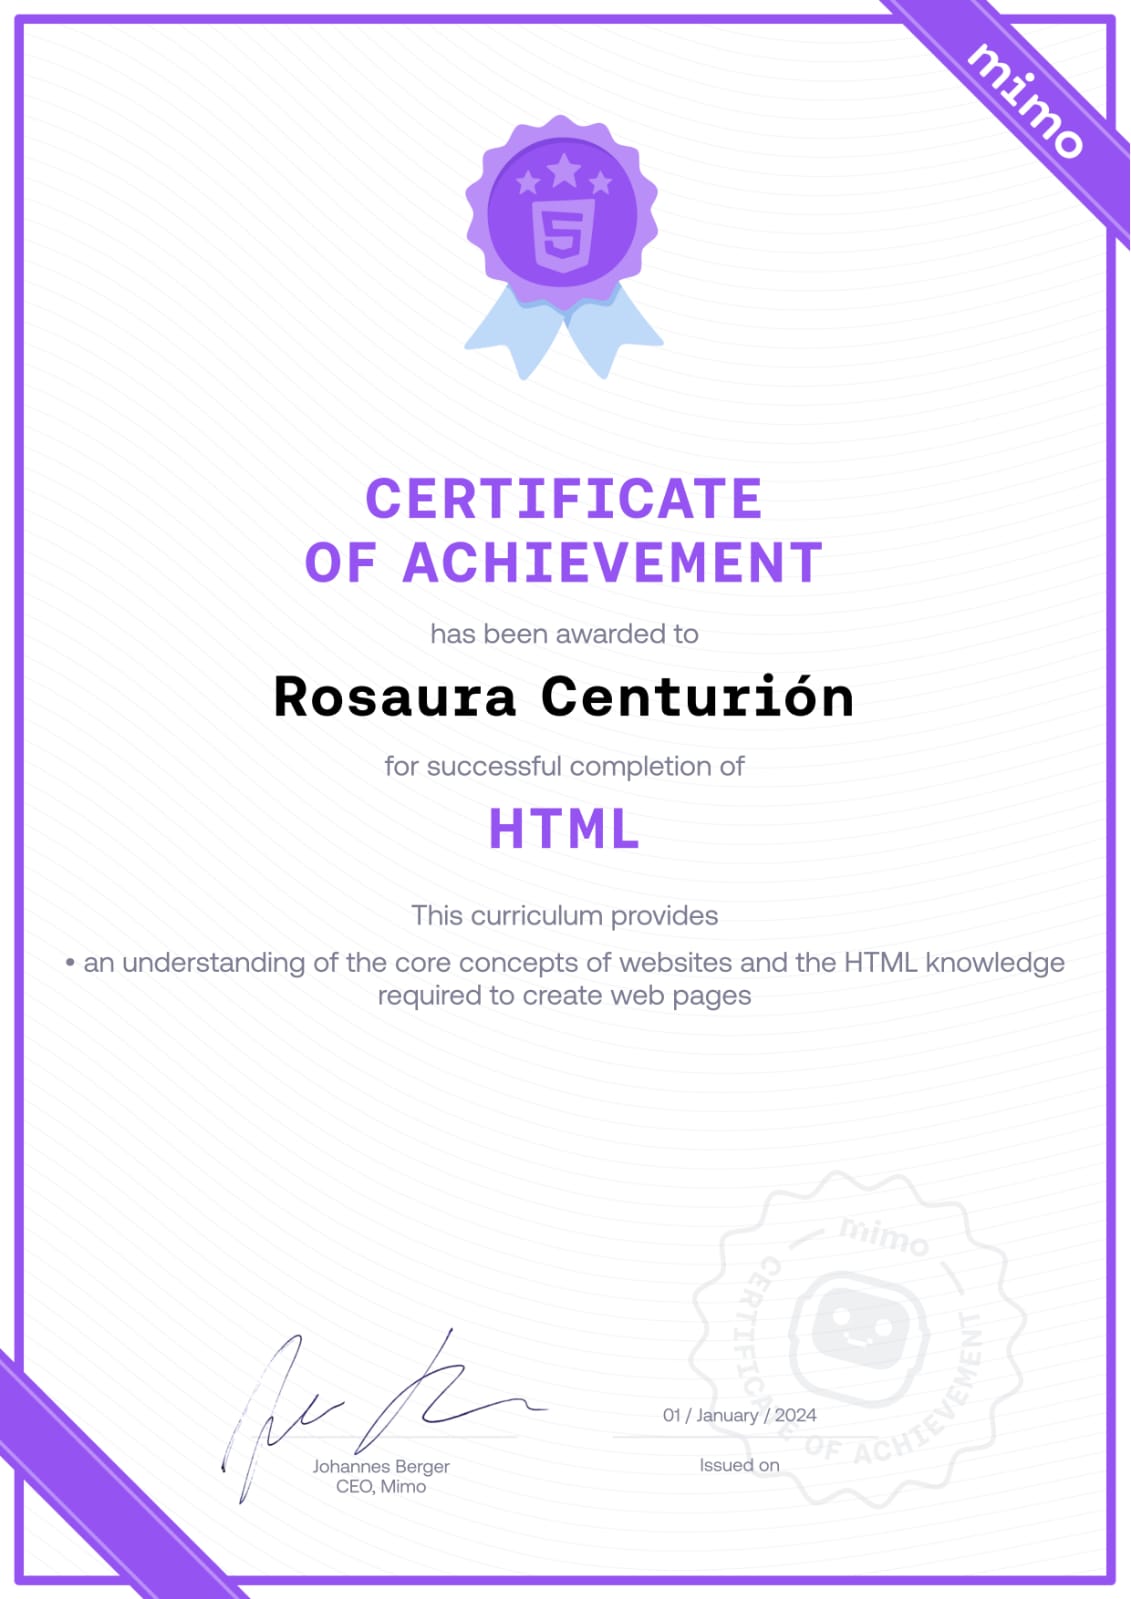 mimo
5
CERTIFICATE
OF ACHIEVEMENT
has been awarded to
Rosaura Centurión
for successful completion of
HTML
This curriculum provides
• an understanding of the core concepts of websites and the HTML knowledge
required to create web pages
mimo
CERTIFICATE OF ACHIEVEMENT
01 / January / 2024
Johannes Berger
CEO, Mimo
Issued on